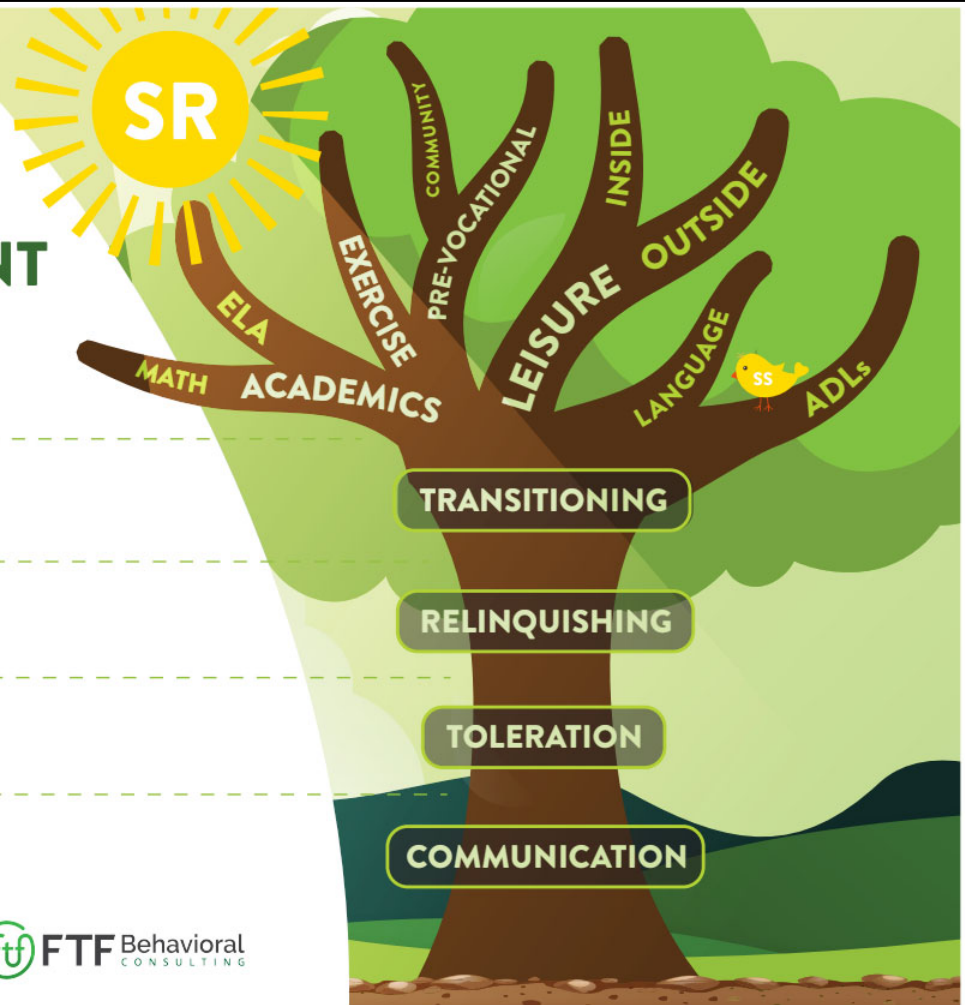 SR
NT
COMMUNITY
PRE-VOCATIONAL
INSIDE
OUTSIDE
LEISURE
EXERCISE
ELA
MATH
ACADEMICS
LANGUAGE
SS
ADLs
TRANSITIONING
RELINQUISHING
TOLERATION
COMMUNICATION
ftf
FTF Behavioral
CONSULTING